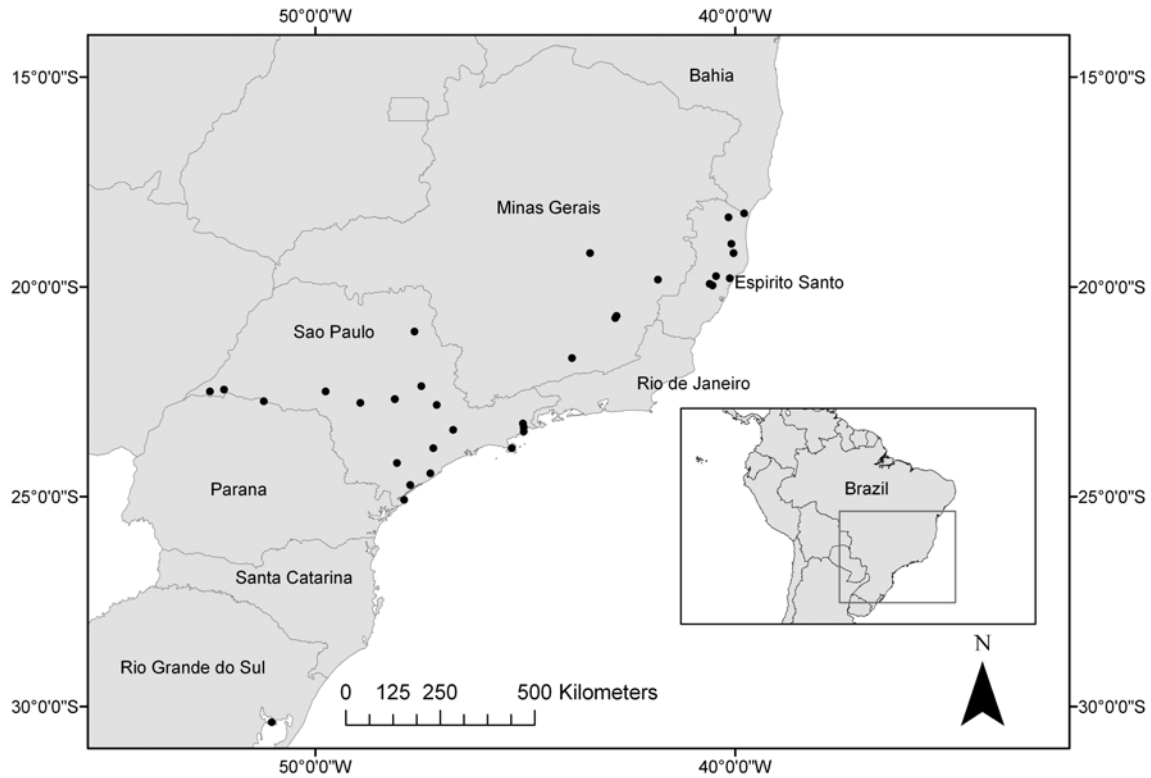 50°0'0"W 40°0'0"W
15°0'0"S 15°0'0"S
Bahia
Minas Gerais
20°0'0"S 20°0'0"S
Espirito Santo
Sao Paulo
Rio de Janeiro
Parana
Brazil
25°0'0"S 25°0'0"S
Santa Catarina
Rio Grande do Sul
N
0 125 250 500 Kilometers
30°0'0"S 30°0'0"S
50°0'0"W 40°0'0"W